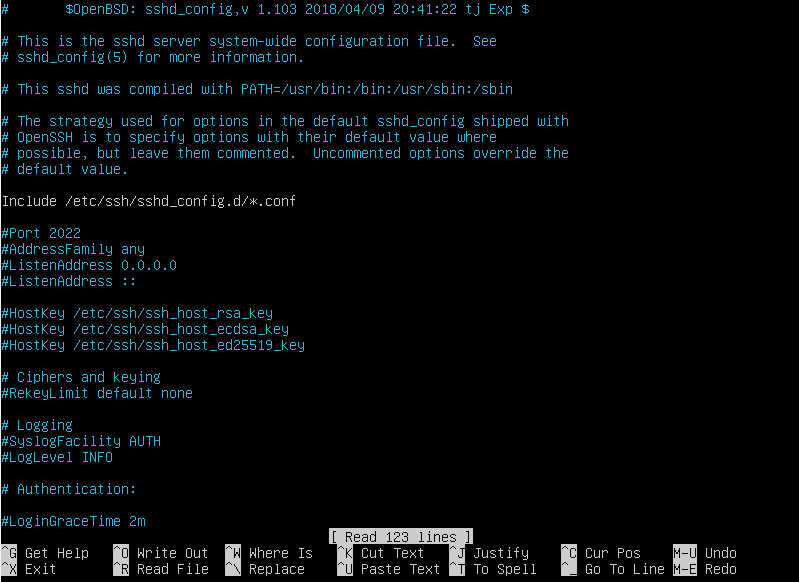 #       $OpenBSD: sshd_config,v 1.103 2018/04/09 20:41:22 tj Exp $
# This is the sshd server system-wide configuration file.  See
# sshd_config(5) for more information.
# This sshd was compiled with PATH=/usr/bin:/bin:/usr/sbin:/sbin
# The strategy used for options in the default sshd_config shipped with
# OpenSSH is to specify options with their default value where
# possible, but leave them commented.  Uncommented options override the
# default value.
Include /etc/ssh/sshd_config.d/*.conf
#Port 2022
#AddressFamily any
#ListenAddress 0.0.0.0
#ListenAddress ::
#HostKey /etc/ssh/ssh_host_rsa_key
#HostKey /etc/ssh/ssh_host_ecdsa_key
#HostKey /etc/ssh/ssh_host_ed25519_key
# Ciphers and keying
#RekeyLimit default none
# Logging
#SyslogFacility AUTH
#LogLevel INFO
# Authentication:
#LoginGraceTime 2m
[ Read 123 lines ]
^G Get Help  ^O Write Out  ^W Where Is  ^K Cut Text  ^J Justify  ^C Cur Pos  M-U Undo
^X Exit  ^R Read File  ^\ Replace  ^U Paste Text  ^T To Spell  ^_ Go To Line  M-E Redo